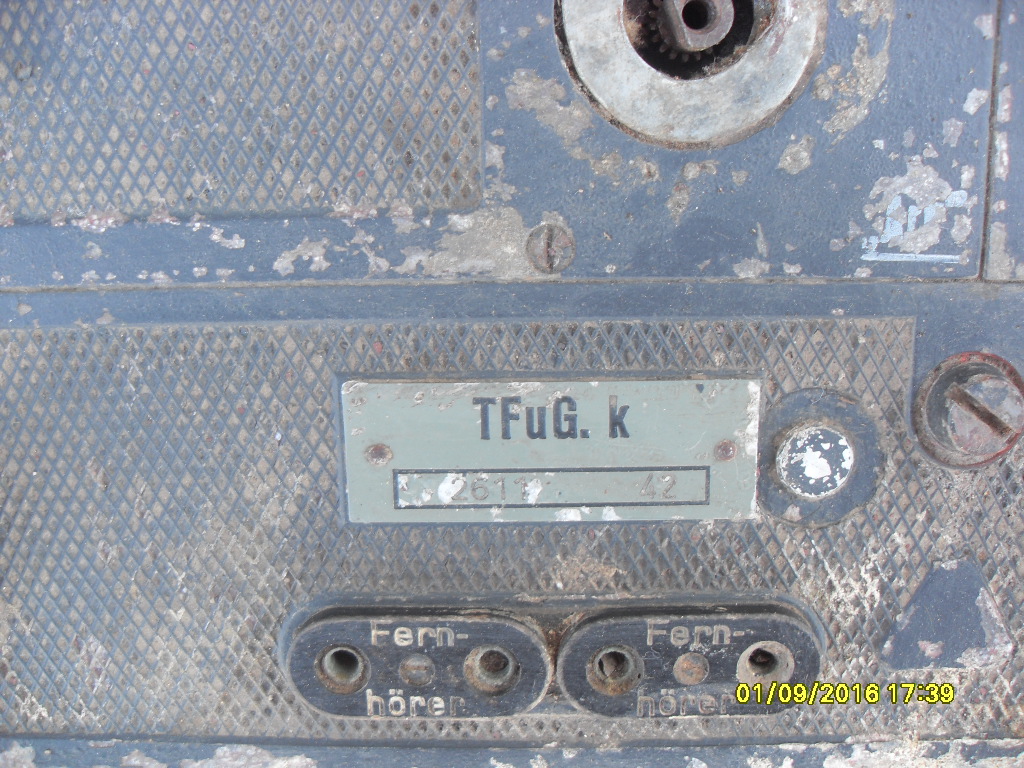 TFuG. k
2611 42
Fern-
hörer
Fern-
hörer
01/09/2016 17:39